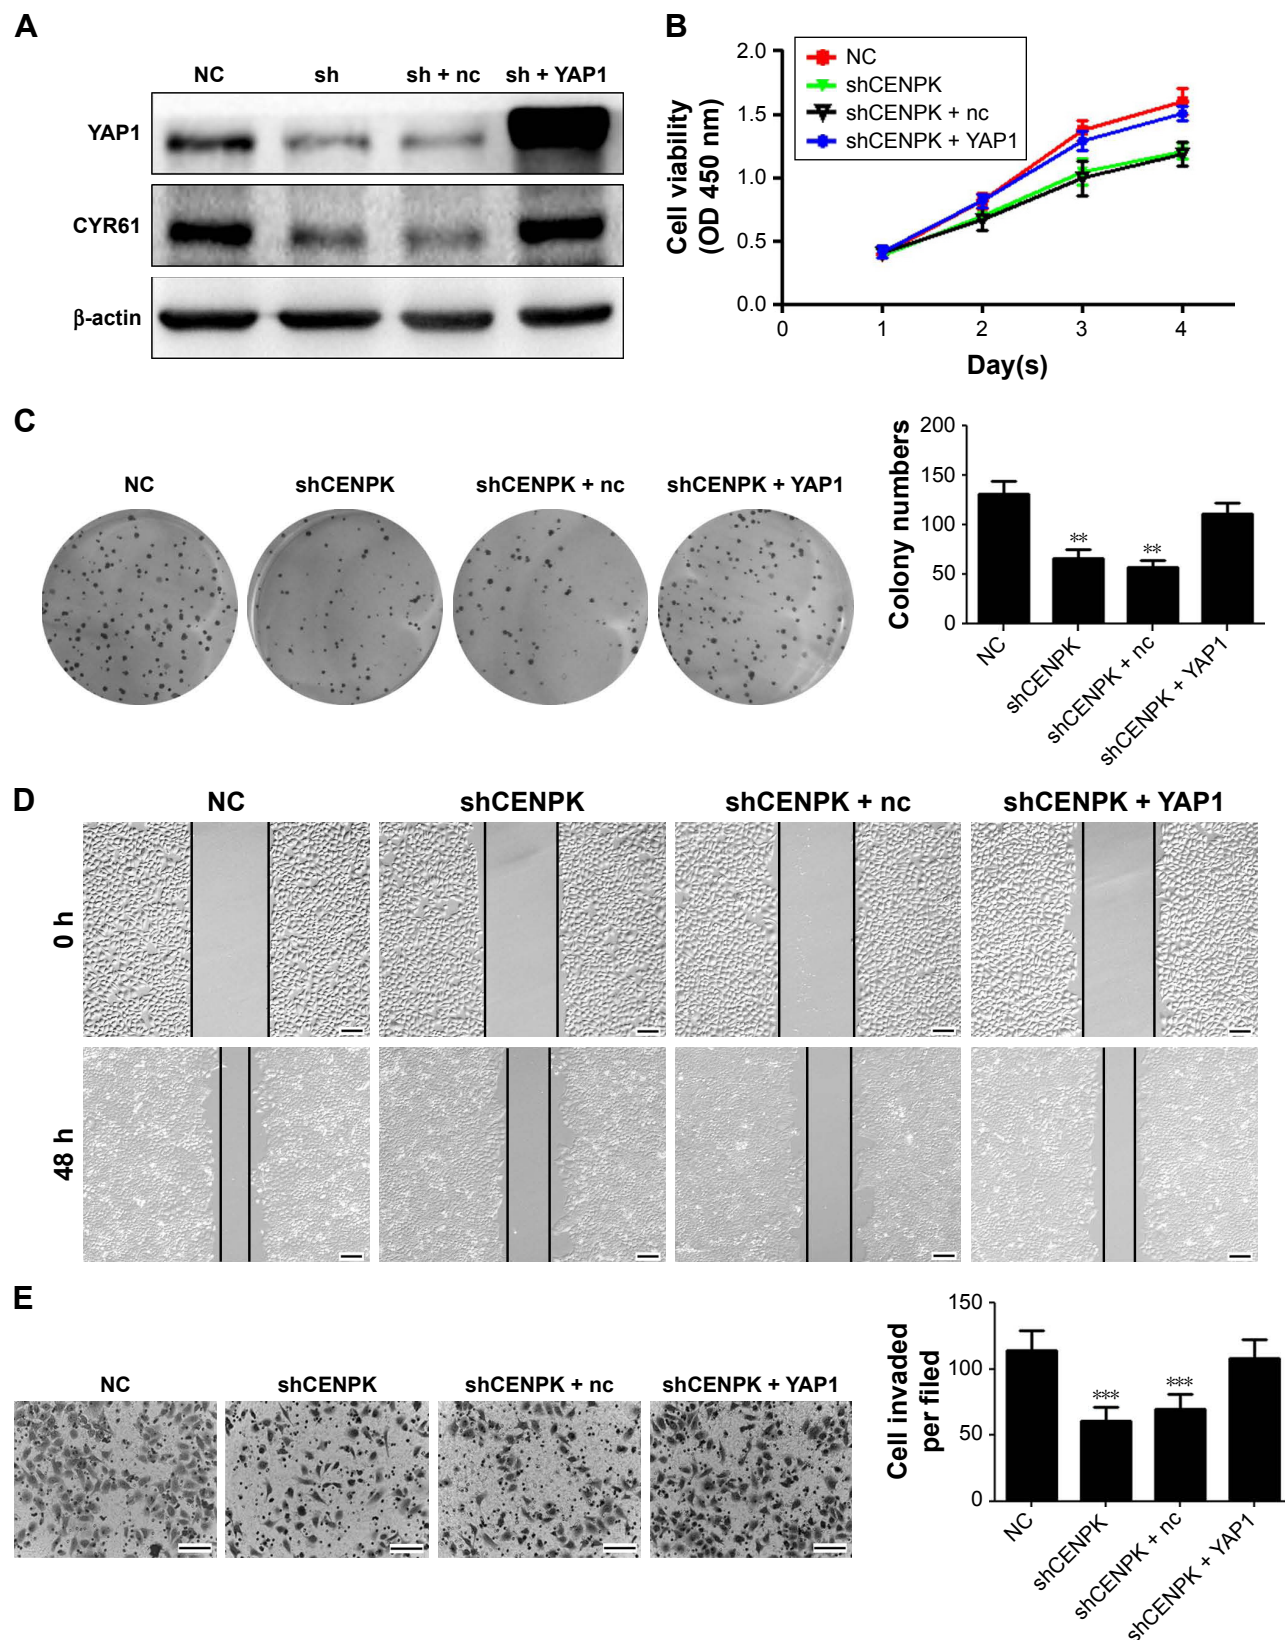 A
NC sh sh + nc sh + YAP1
YAP1
CYR61
β-actin
B
Cell viability
(OD 450 nm)
2.0
1.5
1.0
0.5
0.0
0 1 2 3 4
Day(s)
NC
shCENPK
shCENPK + nc
shCENPK + YAP1
C
NC shCENPK shCENPK + nc shCENPK + YAP1
Colony numbers
200
150
100
50
0
** **
NC shCENPK shCENPK + nc shCENPK + YAP1
D
NC shCENPK shCENPK + nc shCENPK + YAP1
0 h
48 h
E
NC shCENPK shCENPK + nc shCENPK + YAP1
Cell invaded
per filed
150
100
50
0
*** ***
NC shCENPK shCENPK + nc shCENPK + YAP1